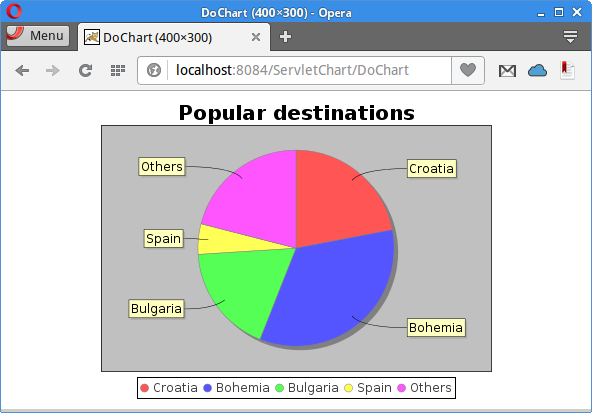 DoChart (400×300) - Opera
Menu
DoChart (400×300)
localhost:8084/ServletChart/DoChart
Popular destinations
Others
Croatia
Spain
Bulgaria
Bohemia
Croatia Bohemia Bulgaria Spain Others